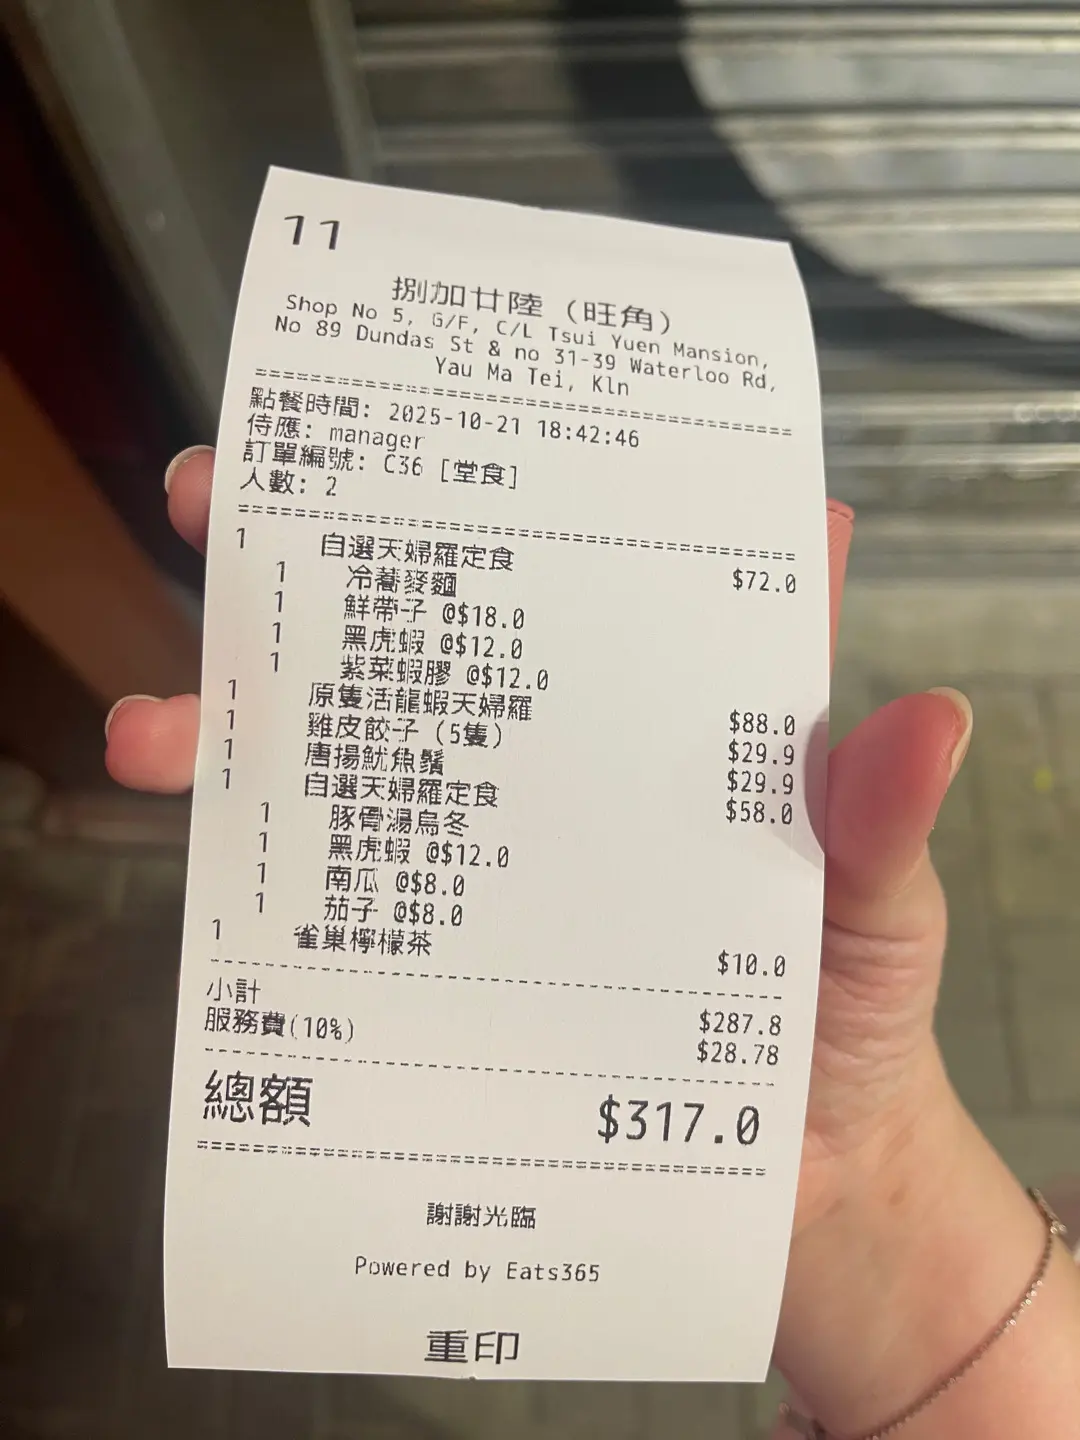 11
捌加廿陸 (旺角)
Shop No 5, G/F, C/L Tsui Yuen Mansion,
No 89 Dundas St & no 31-39 Waterloo Rd,
Yau Ma Tei, Kln
點餐時間: 2025-10-21 18:42:46
侍應: manager
訂單編號: C36 [堂食]
人數: 2
1 自選天婦羅定食 $72.0
1 冷蕎麥麵
1 鮮帶子 @$18.0
1 黑虎蝦 @$12.0
1 紫菜蝦膠 @$12.0
1 原隻活龍蝦天婦羅 $88.0
1 雞皮餃子 (5隻) $29.9
1 唐揚魷魚鬚 $29.9
1 自選天婦羅定食 $58.0
1 豚骨湯烏冬
1 黑虎蝦 @$12.0
1 南瓜 @$8.0
1 茄子 @$8.0
1 雀巢檸檬茶 $10.0
小計 $287.8
服務費(10%) $28.78
總額 $317.0
謝謝光臨
Powered by Eats365
重印